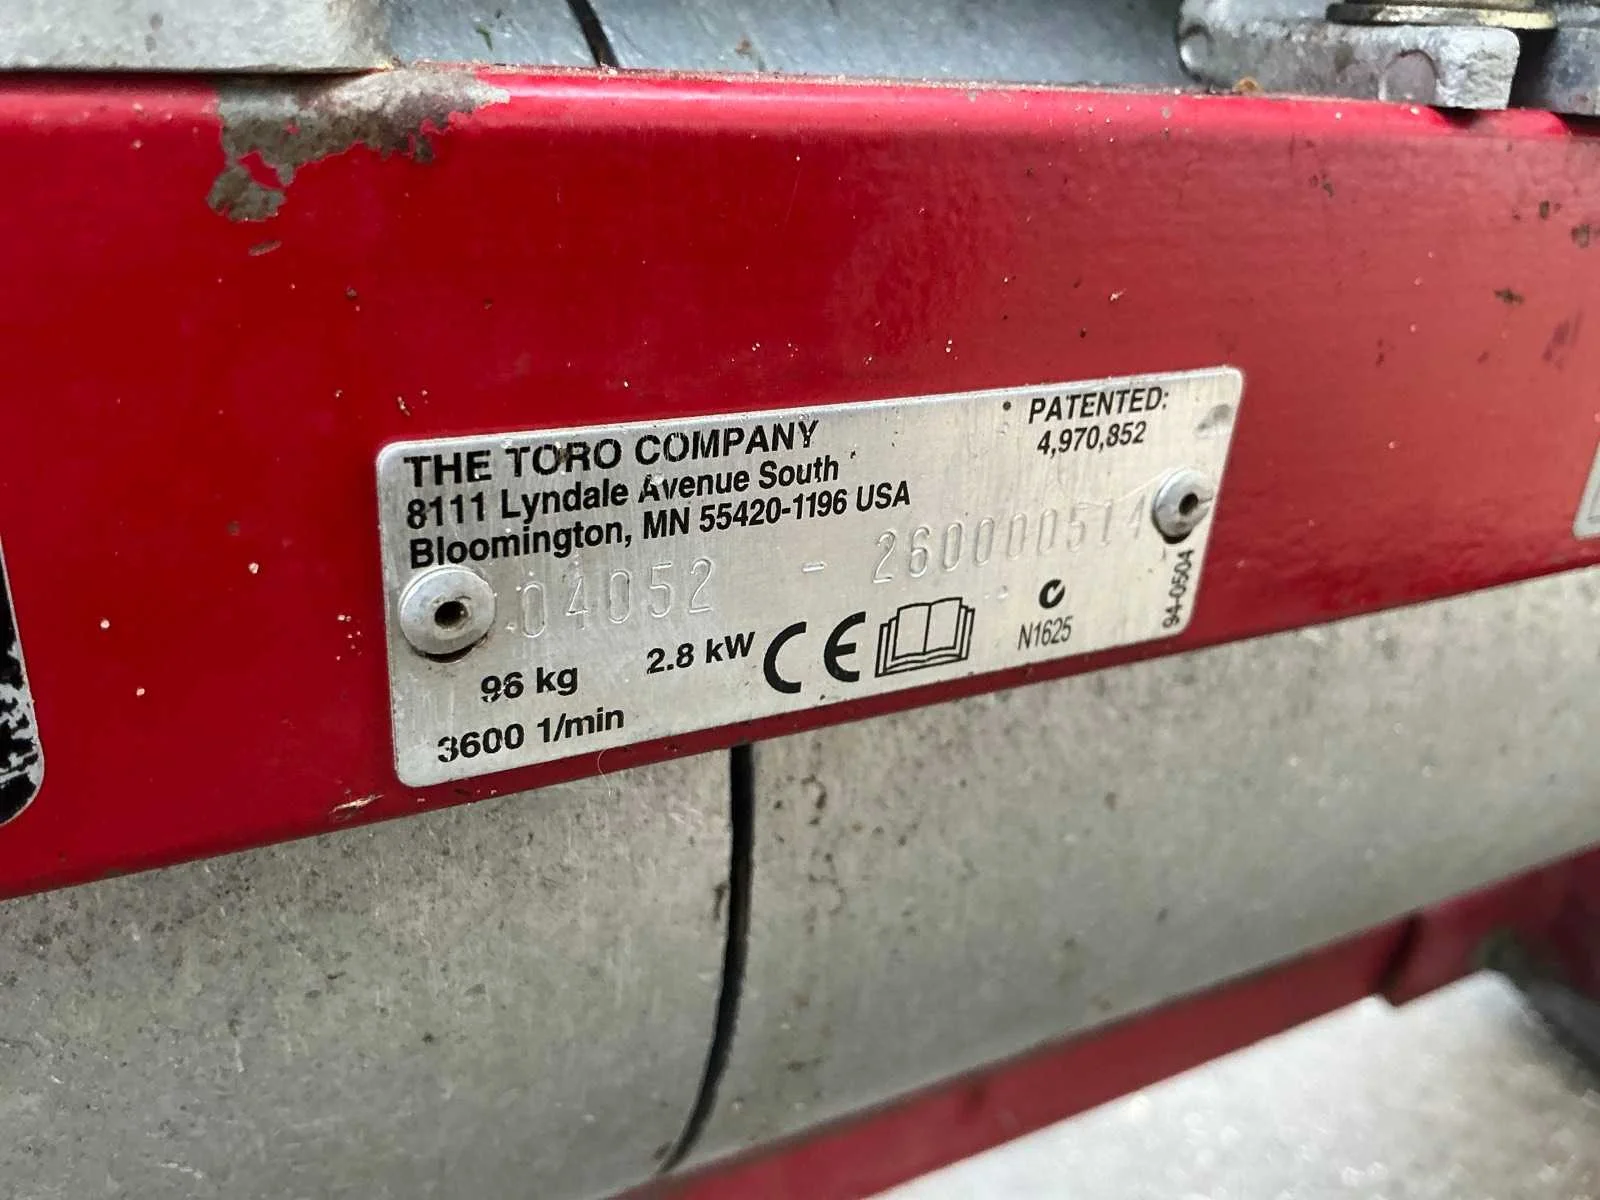 THE TORO COMPANY
8111 Lyndale Avenue South
Bloomington, MN 55420-1196 USA
PATENTED:
4,970,852
04052 - 260000514
96 kg
2.8 kW
CE
N1625
3600 1/min
94-0504